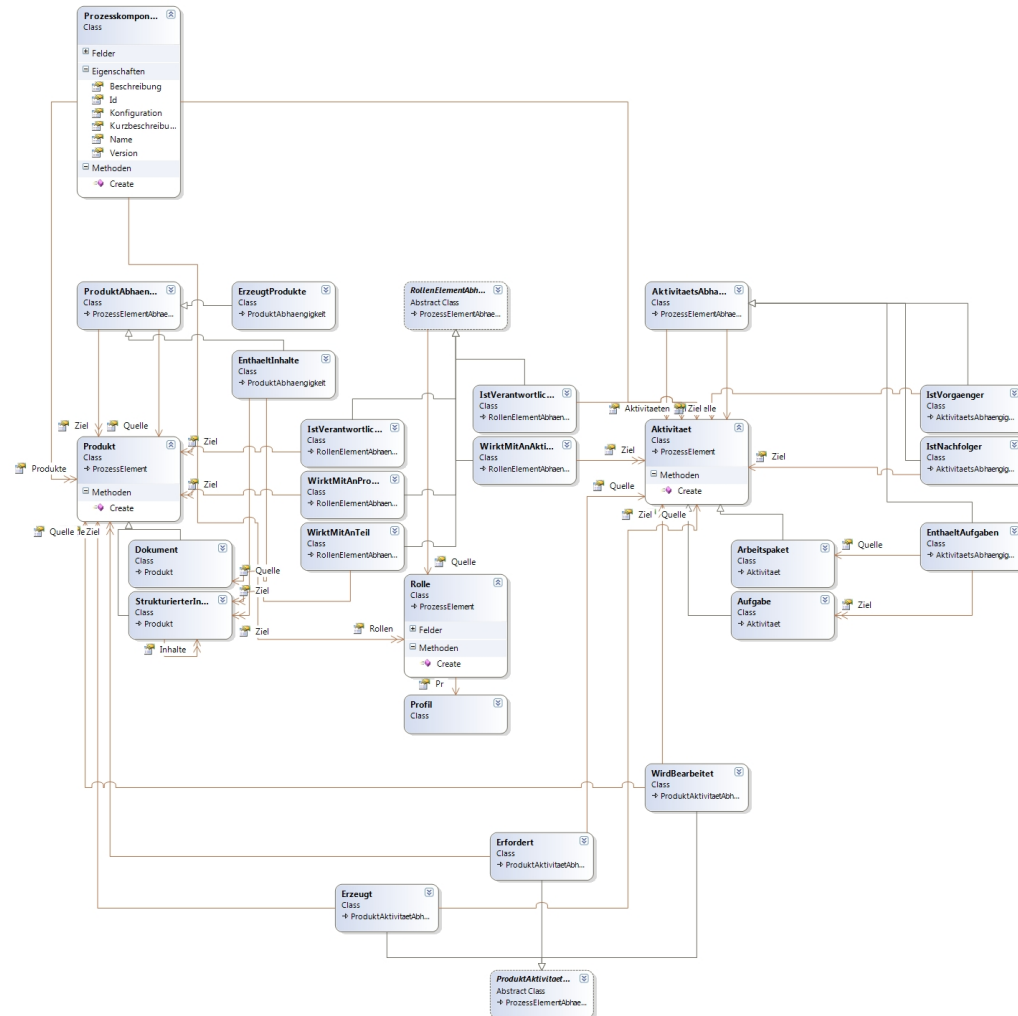 Prozesskompon...
Class
Felder
Eigenschaften
Beschreibung
Id
Konfiguration
Kurzbeschreibu...
Name
Version
Methoden
Create
ProduktAbhaen...
Class
ProzessElementAbhae...
ErzeugtProdukte
Class
ProduktAbhaengigkeit
RollenElementAbh...
Abstract Class
ProzessElementAbhae...
AktivitaetsAbha...
Class
ProzessElementAbhae...
EnthaeltInhalte
Class
ProduktAbhaengigkeit
IstVerantwortlic...
Class
RollenElementAbhaen...
IstVorgaenger
Class
AktivitaetsAbhaengig...
Aktivitaeten
Ziel
elle
Ziel
Quelle
Produkt
Class
ProzessElement
Methoden
Create
Ziel
IstVerantwortlic...
Class
RollenElementAbhaen...
WirktMitAnAkti...
Class
RollenElementAbhaen...
Ziel
Aktivitaet
Class
ProzessElement
Methoden
Create
Ziel
IstNachfolger
Class
AktivitaetsAbhaengig...
Produkte
Ziel
WirktMitAnPro...
Class
RollenElementAbhaen...
Quelle
Ziel
Quelle
Quelle
Ziel
WirktMitAnTeil
Class
RollenElementAbhaen...
Dokument
Class
Produkt
Quelle
Ziel
Quelle
Arbeitspaket
Class
Aktivitaet
Quelle
EnthaeltAufgaben
Class
AktivitaetsAbhaengig...
StrukturierterIn...
Class
Produkt
Ziel
Inhalte
Rollen
Rolle
Class
ProzessElement
Felder
Methoden
Create
Aufgabe
Class
Aktivitaet
Ziel
Pr
Profil
Class
WirdBearbeitet
Class
ProduktAktivitaetAbh...
Erfordert
Class
ProduktAktivitaetAbh...
Erzeugt
Class
ProduktAktivitaetAbh...
ProduktAktivitaet...
Abstract Class
ProzessElementAbhae...